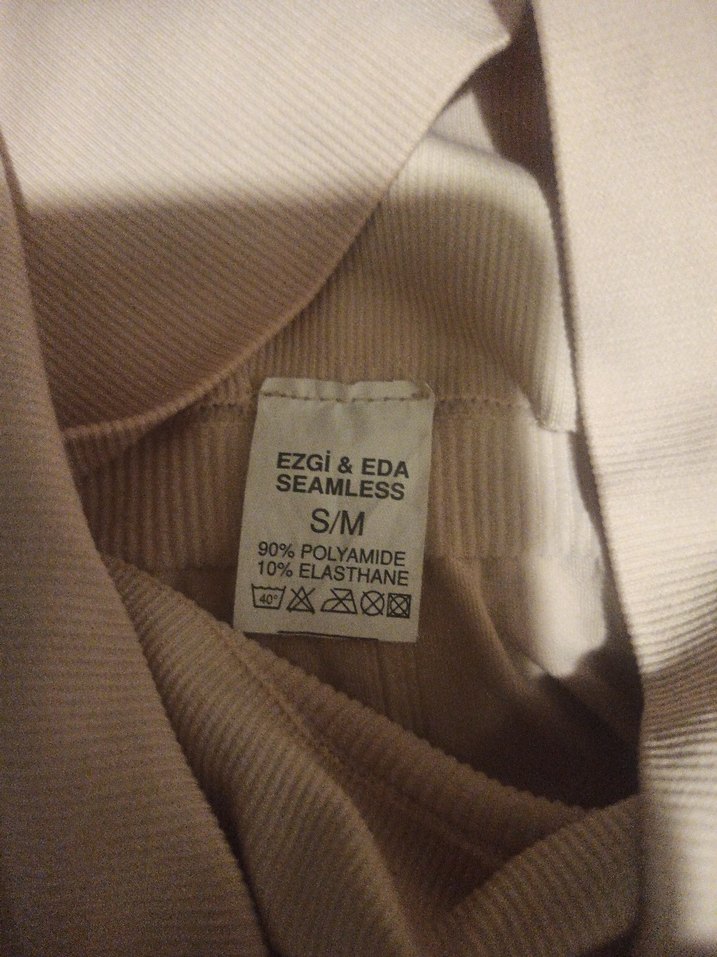 EZGİ & EDA
SEAMLESS
S/M
90% POLYAMIDE
10% ELASTHANE
40°